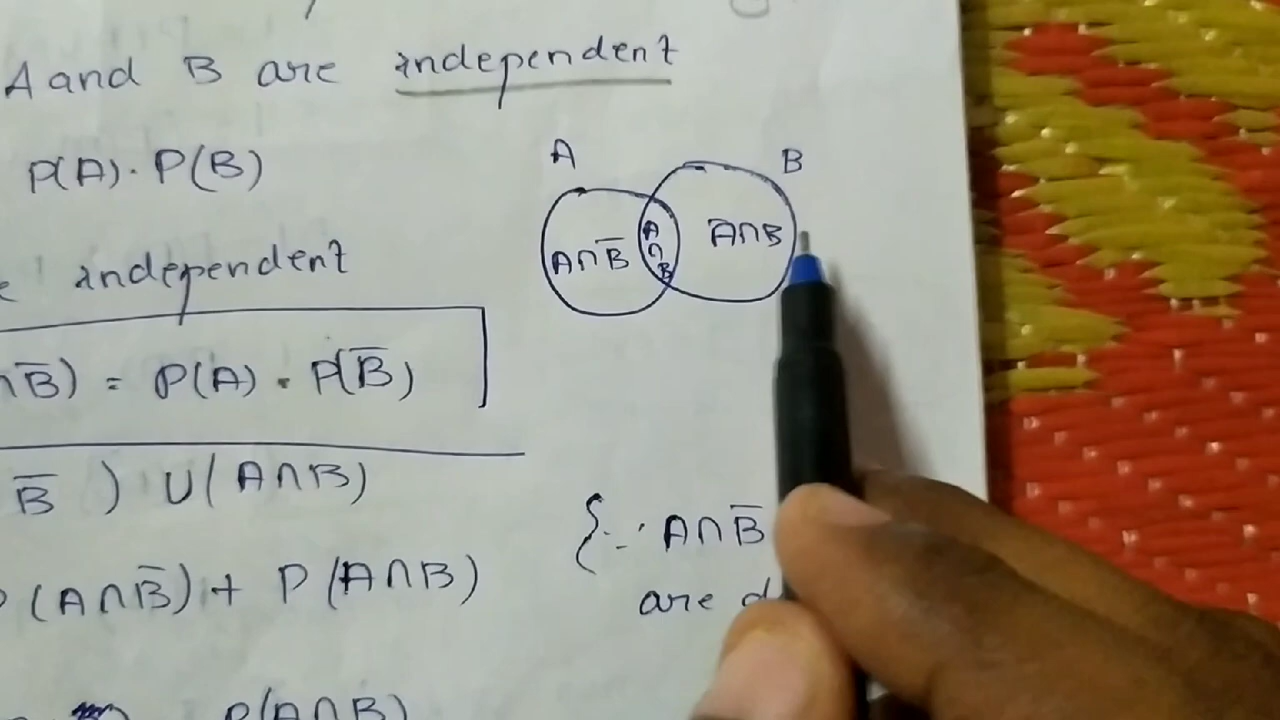 A and B are independent
P(A) · P(B)
A B
independent
A∩B̅ A∩B A̅∩B
∩B̅) = P(A) · P(B̅)
B̅ ) ∪ (A∩B)
{∵ A∩B̅
(A∩B̅) + P(A∩B)
are
P(A∩B)